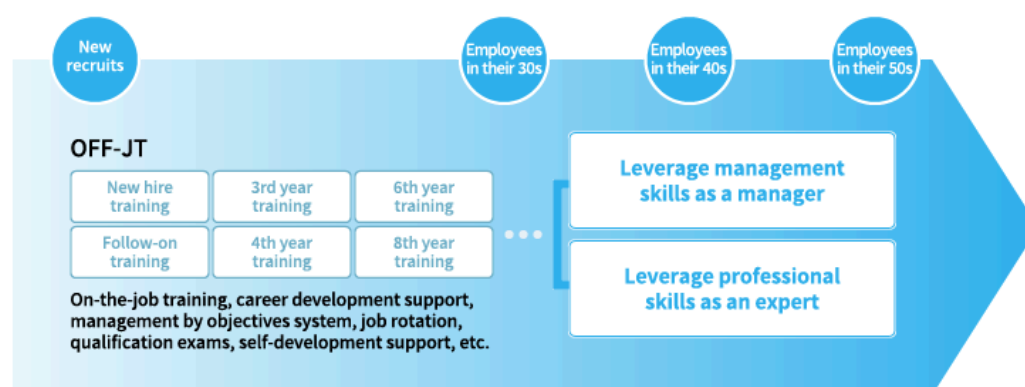 New
recruits
Employees
in their 30s
Employees
in their 40s
Employees
in their 50s
OFF-JT
New hire
training
3rd year
training
6th year
training
Follow-on
training
4th year
training
8th year
training
On-the-job training, career development support,
management by objectives system, job rotation,
qualification exams, self-development support, etc.
Leverage management
skills as a manager
Leverage professional
skills as an expert